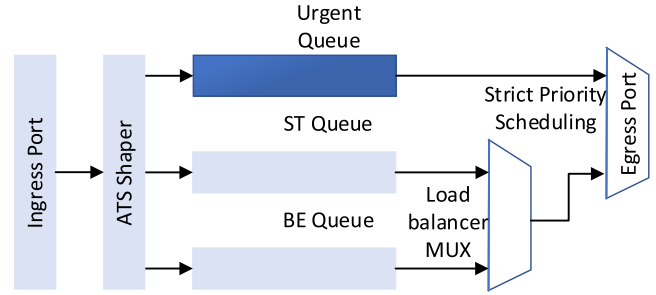 Urgent
Queue
Ingress Port
ATS Shaper
Strict Priority
Scheduling
Egress Port
ST Queue
Load
balancer
MUX
BE Queue